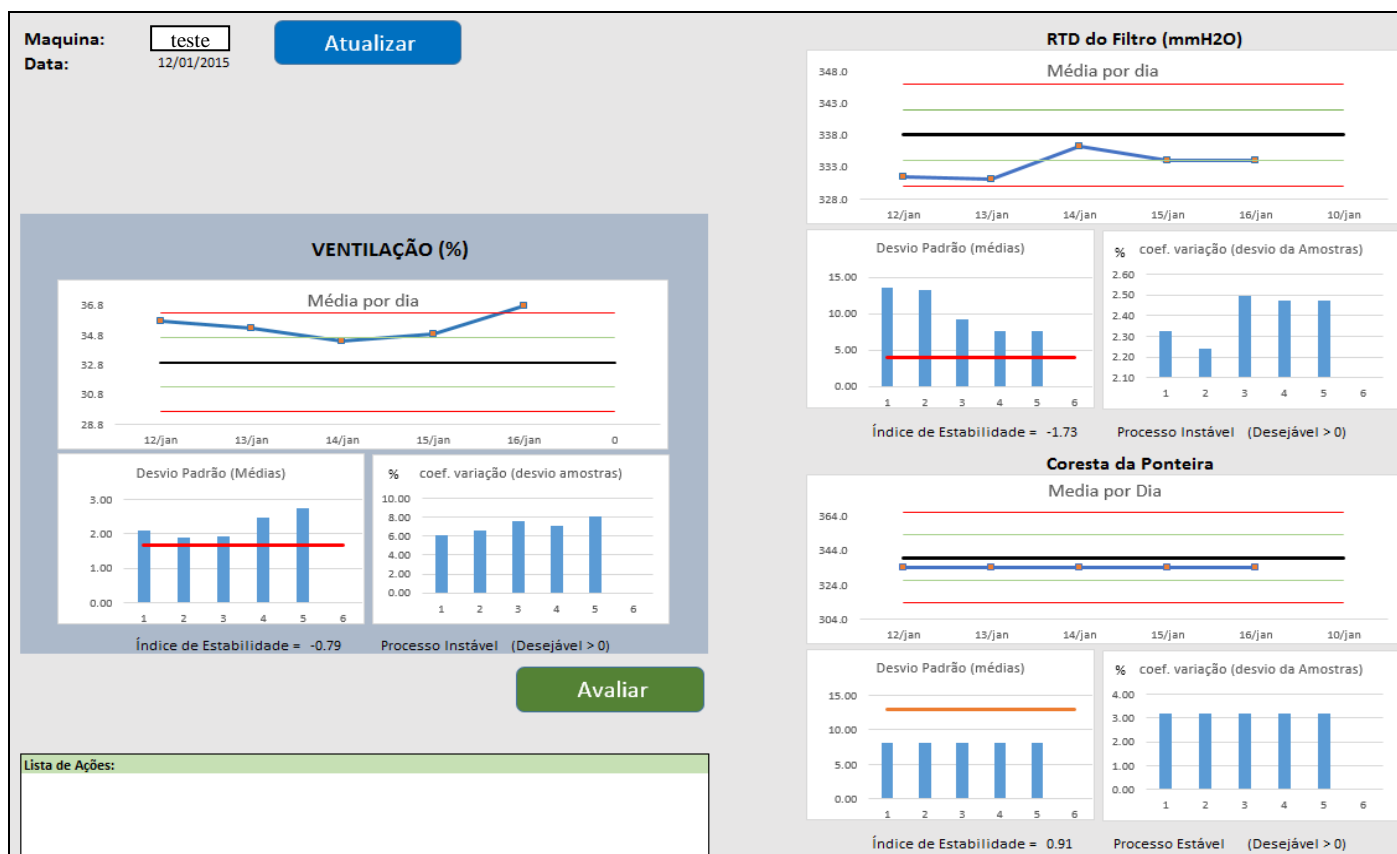 Maquina: teste Atualizar
Data: 12/01/2015
VENTILAÇÃO (%)
Média por dia
36.8
34.8
32.8
30.8
28.8
12/jan 13/jan 14/jan 15/jan 16/jan 0
Desvio Padrão (Médias)
3.00
2.00
1.00
0.00
1 2 3 4 5 6
% coef. variação (desvio amostras)
10.00
8.00
6.00
4.00
2.00
0.00
1 2 3 4 5 6
Índice de Estabilidade = -0.79 Processo Instável (Desejável > 0)
Avaliar
Lista de Ações:
RTD do Filtro (mmH2O)
Média por dia
348.0
343.0
338.0
333.0
328.0
12/jan 13/jan 14/jan 15/jan 16/jan 10/jan
Desvio Padrão (médias)
15.00
10.00
5.00
0.00
1 2 3 4 5 6
% coef. variação (desvio da Amostras)
2.60
2.50
2.40
2.30
2.20
2.10
1 2 3 4 5 6
Índice de Estabilidade = -1.73 Processo Instável (Desejável > 0)
Coresta da Ponteira
Media por Dia
364.0
344.0
324.0
304.0
12/jan 13/jan 14/jan 15/jan 16/jan 10/jan
Desvio Padrão (médias)
15.00
10.00
5.00
0.00
1 2 3 4 5 6
% coef. variação (desvio da Amostras)
4.00
3.00
2.00
1.00
0.00
1 2 3 4 5 6
Índice de Estabilidade = 0.91 Processo Estável (Desejável > 0)